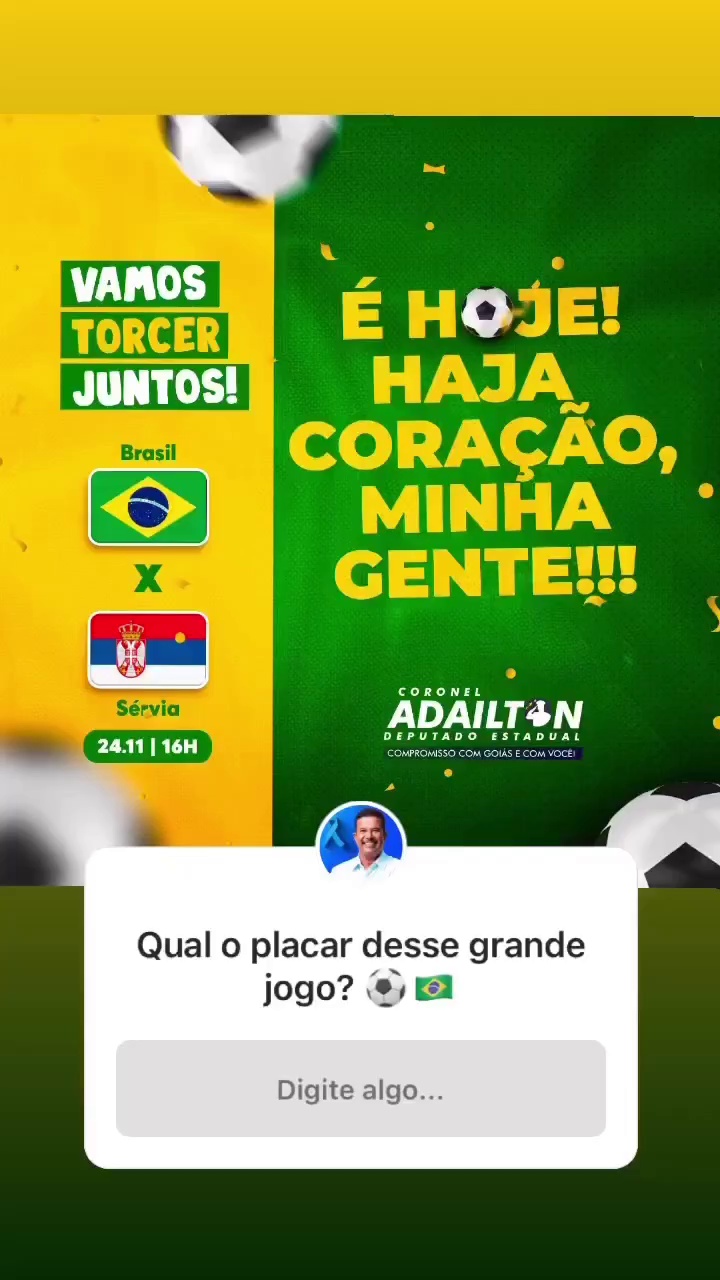 VAMOS
TORCER
JUNTOS!
Brasil
X
Sérvia
24.11 | 16H
É HOJE!
HAJA
CORAÇÃO,
MINHA
GENTE!!!
CORONEL
ADAILTON
DEPUTADO ESTADUAL
COMPROMISSO COM GOIÁS E COM VOCÊ!
Qual o placar desse grande
jogo? ⚽ 🇧🇷
Digite algo...